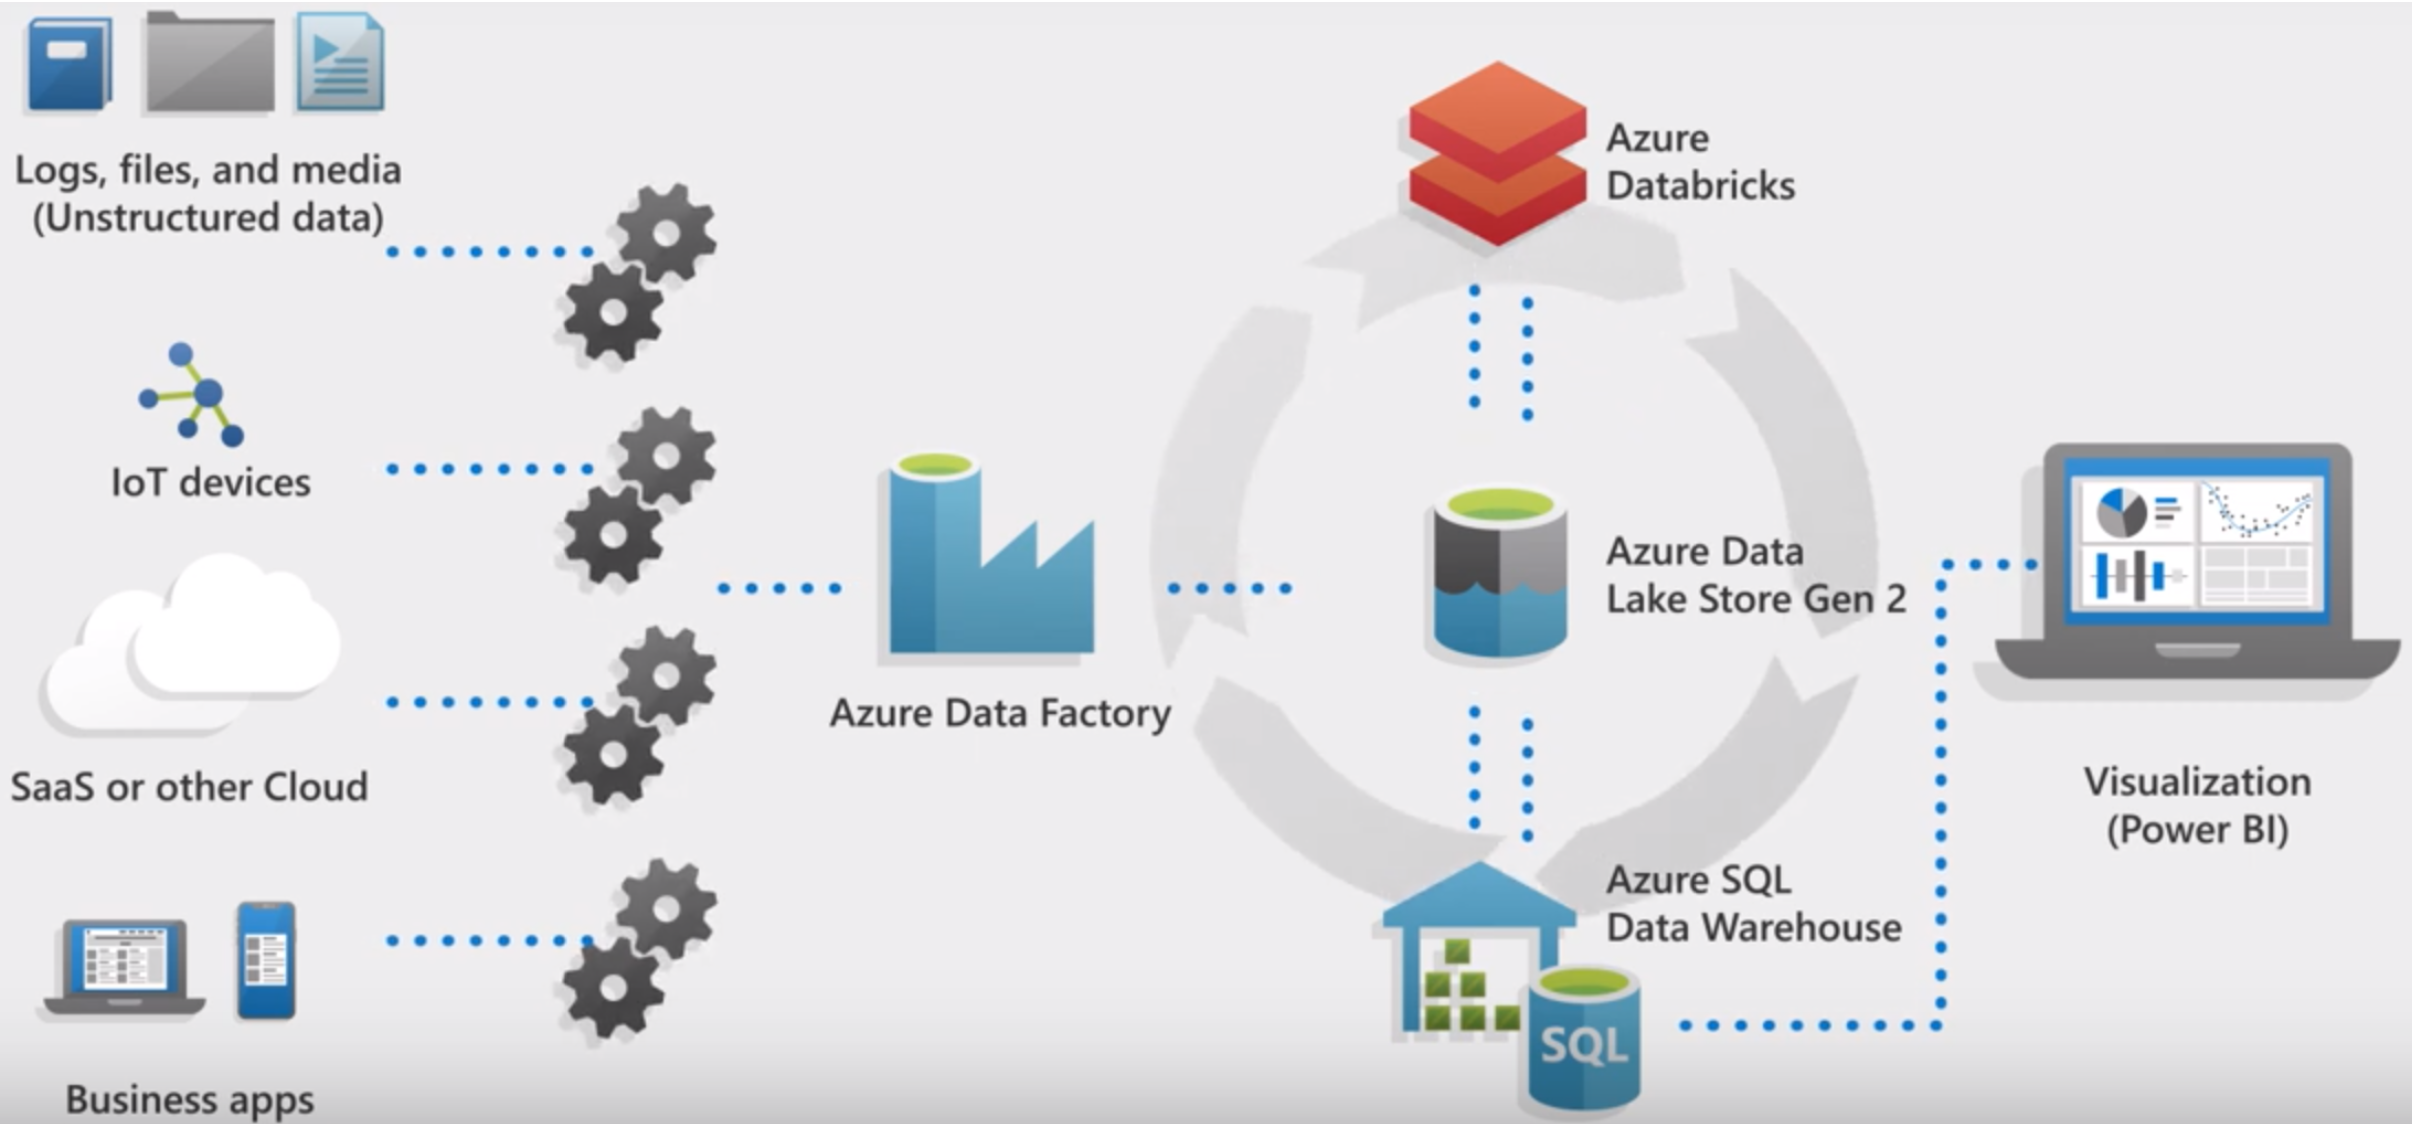 Logs, files, and media
(Unstructured data)
IoT devices
SaaS or other Cloud
Business apps
Azure Data Factory
Azure
Databricks
Azure Data
Lake Store Gen 2
Azure SQL
Data Warehouse
SQL
Visualization
(Power BI)